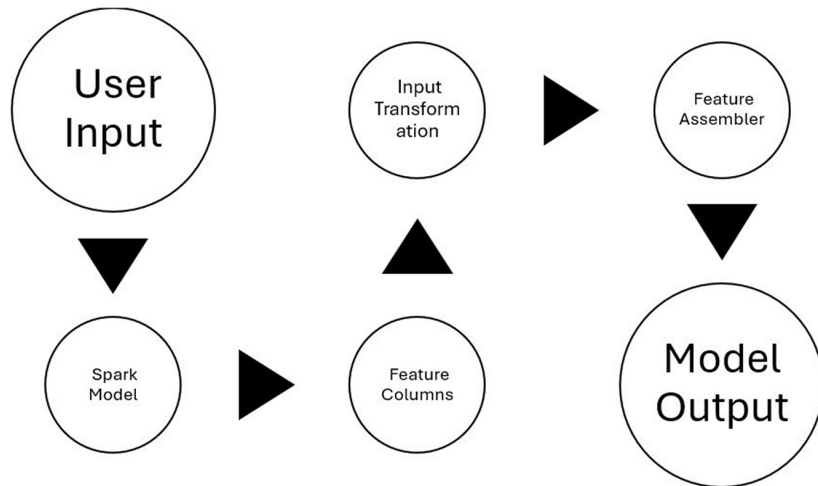 User
Input
Spark
Model
Feature
Columns
Input
Transform
ation
Feature
Assembler
Model
Output